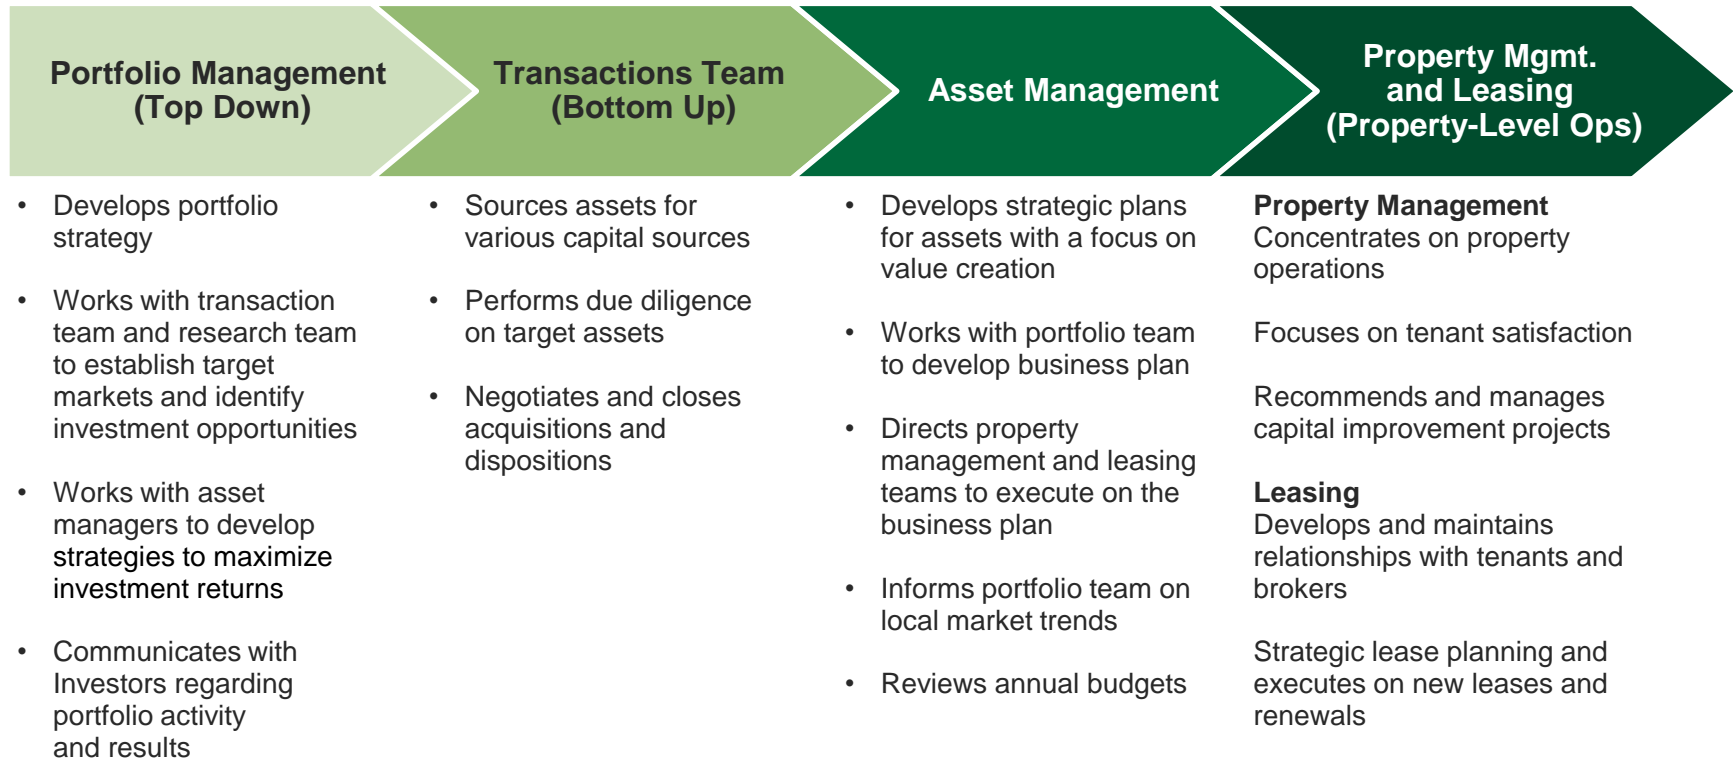 Portfolio Management
(Top Down)
Transactions Team
(Bottom Up)
Asset Management
Property Mgmt.
and Leasing
(Property-Level Ops)
• Develops portfolio
strategy
• Works with transaction
team and research team
to establish target
markets and identify
investment opportunities
• Works with asset
managers to develop
strategies to maximize
investment returns
• Communicates with
Investors regarding
portfolio activity
and results
• Sources assets for
various capital sources
• Performs due diligence
on target assets
• Negotiates and closes
acquisitions and
dispositions
• Develops strategic plans
for assets with a focus on
value creation
• Works with portfolio team
to develop business plan
• Directs property
management and leasing
teams to execute on the
business plan
• Informs portfolio team on
local market trends
• Reviews annual budgets
Property Management
Concentrates on property
operations
Focuses on tenant satisfaction
Recommends and manages
capital improvement projects
Leasing
Develops and maintains
relationships with tenants and
brokers
Strategic lease planning and
executes on new leases and
renewals